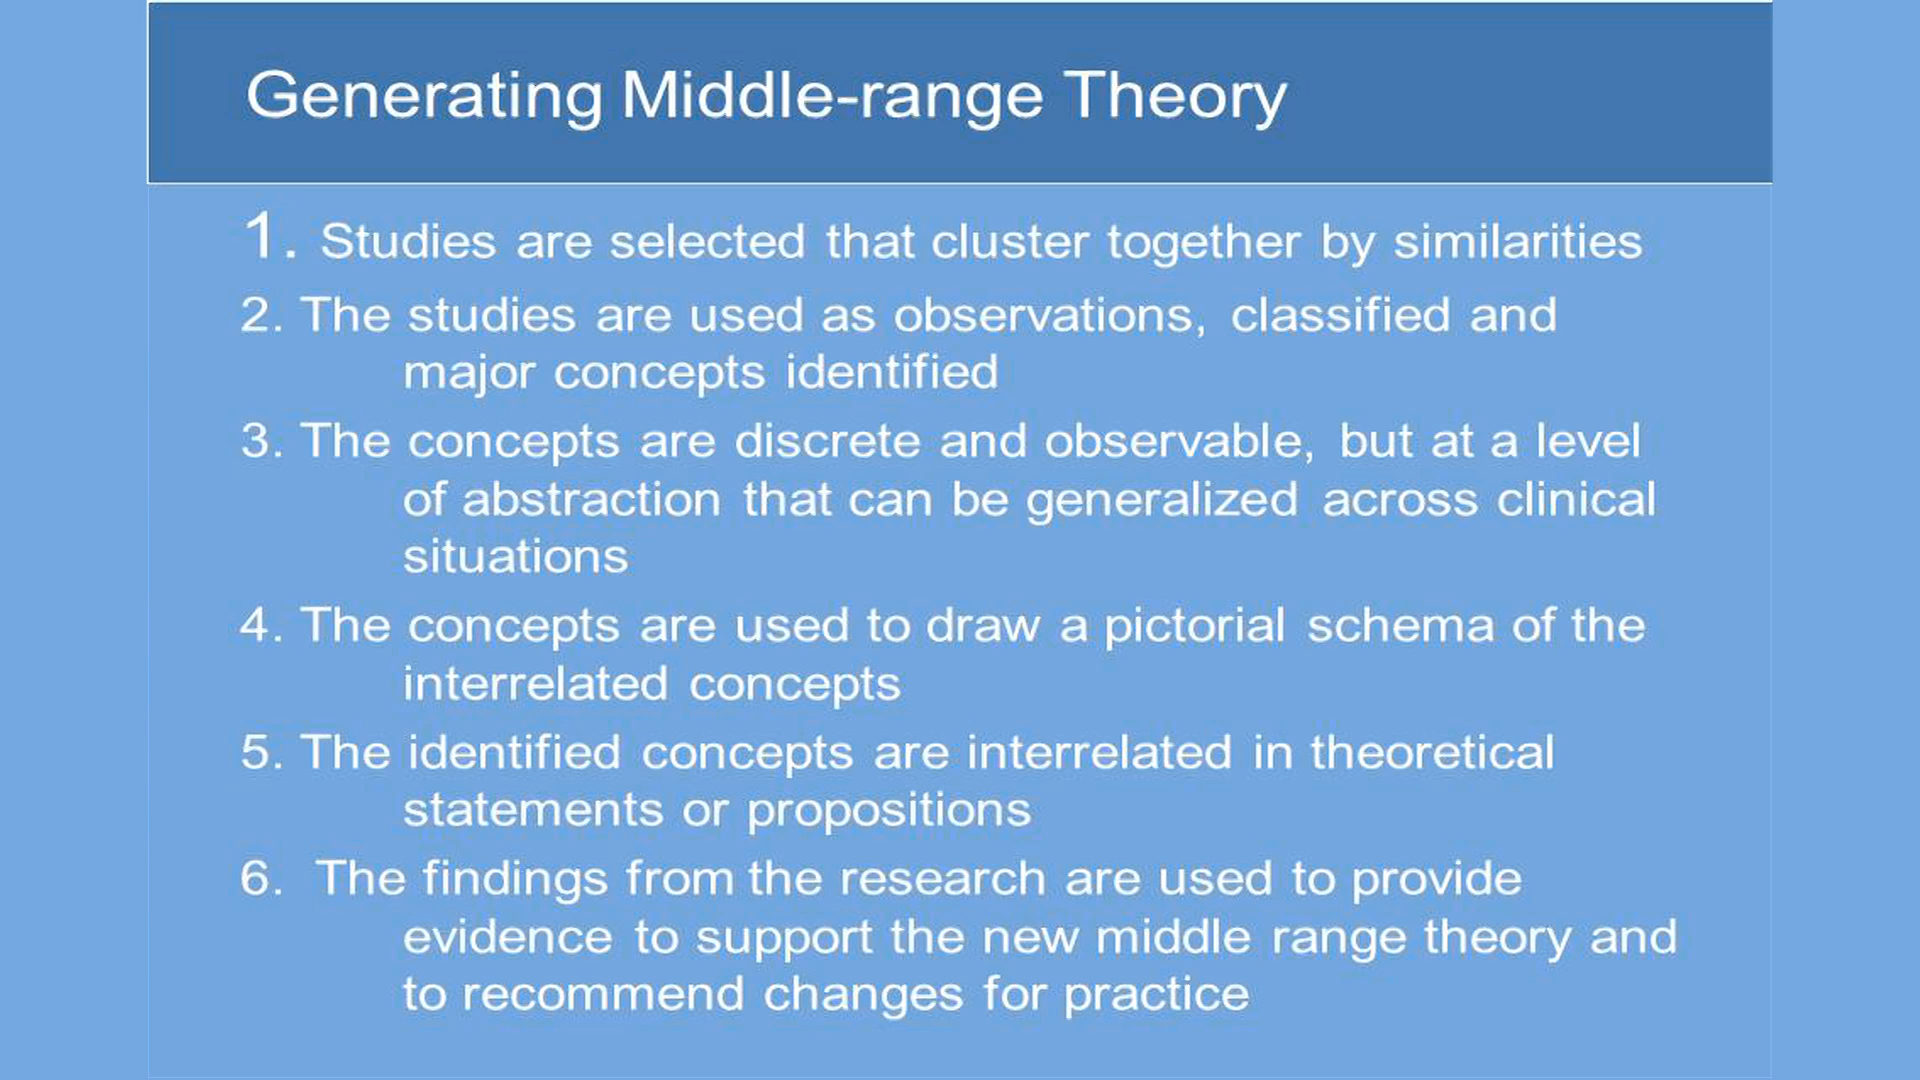 Generating Middle-range Theory
1. Studies are selected that cluster together by similarities
2. The studies are used as observations, classified and
major concepts identified
3. The concepts are discrete and observable, but at a level
of abstraction that can be generalized across clinical
situations
4. The concepts are used to draw a pictorial schema of the
interrelated concepts
5. The identified concepts are interrelated in theoretical
statements or propositions
6. The findings from the research are used to provide
evidence to support the new middle range theory and
to recommend changes for practice